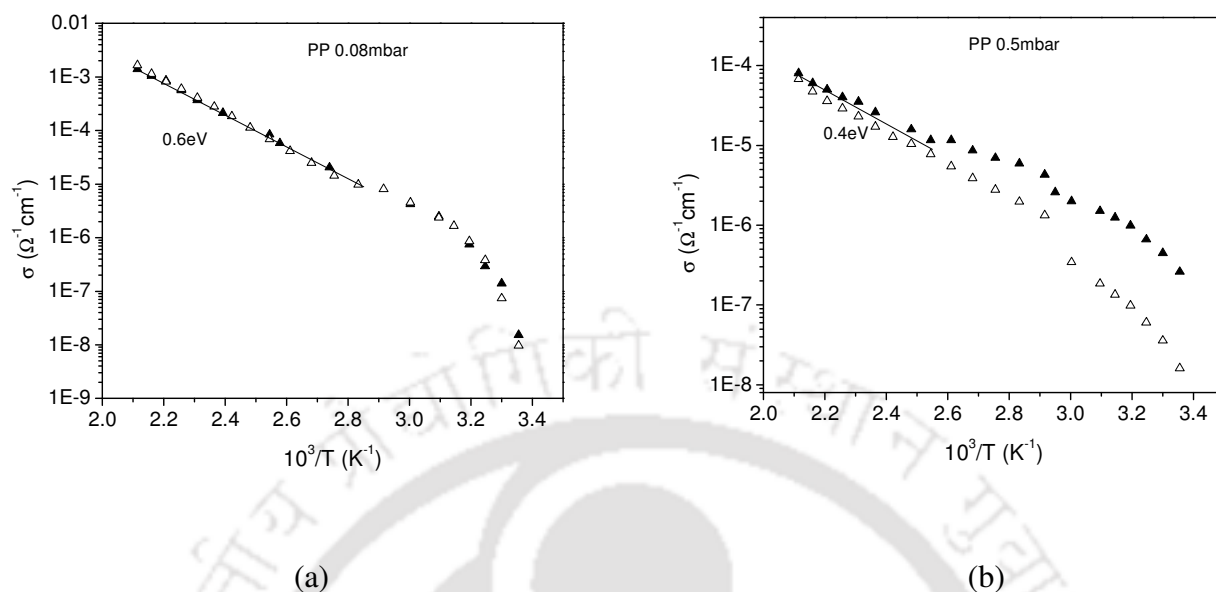 PP 0.08mbar
0.6eV
σ (Ω⁻¹cm⁻¹)
0.01
1E-3
1E-4
1E-5
1E-6
1E-7
1E-8
1E-9
2.0 2.2 2.4 2.6 2.8 3.0 3.2 3.4
10³/T (K⁻¹)
(a)
PP 0.5mbar
0.4eV
σ (Ω⁻¹cm⁻¹)
1E-4
1E-5
1E-6
1E-7
1E-8
2.0 2.2 2.4 2.6 2.8 3.0 3.2 3.4
10³/T (K⁻¹)
(b)
प्रौद्योगिकी संस्थान